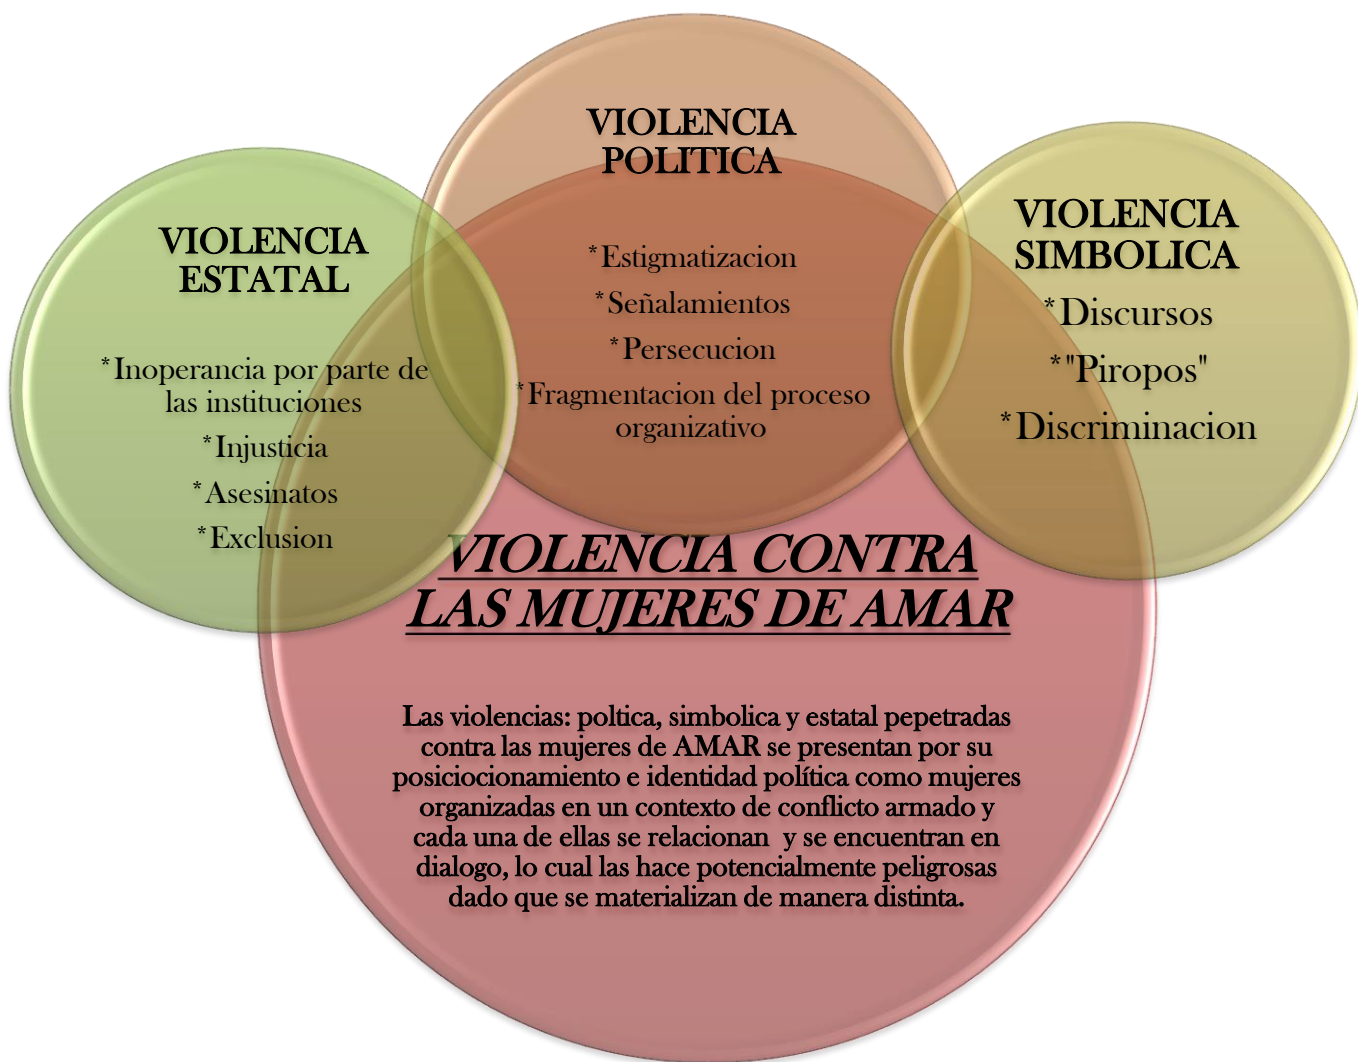 VIOLENCIA
POLITICA
*Estigmatizacion
*Señalamientos
*Persecucion
*Fragmentacion del proceso
organizativo
VIOLENCIA
ESTATAL
*Inoperancia por parte de
las instituciones
*Injusticia
*Asesinatos
*Exclusion
VIOLENCIA
SIMBOLICA
*Discursos
*"Piropos"
*Discriminacion
VIOLENCIA CONTRA
LAS MUJERES DE AMAR
Las violencias: poltica, simbolica y estatal pepetradas
contra las mujeres de AMAR se presentan por su
posiciocionamiento e identidad política como mujeres
organizadas en un contexto de conflicto armado y
cada una de ellas se relacionan y se encuentran en
dialogo, lo cual las hace potencialmente peligrosas
dado que se materializan de manera distinta.